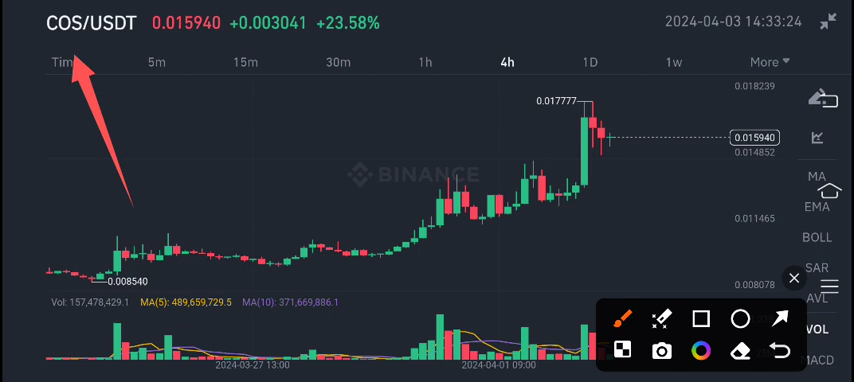 COS/USDT 0.015940 +0.003041 +23.58% 2024-04-03 14:33:24
Tim 5m 15m 30m 1h 4h 1D 1w More
0.018239
0.017777
0.015940
0.014852
BINANCE
MA
EMA
0.011465
BOLL
SAR
0.008540
0.008078
AVL
Vol: 157,478,429.1 MA(5): 489,659,729.5 MA(10): 371,669,886.1
VOL
MACD
2024-03-27 13:00 2024-04-01 09:00